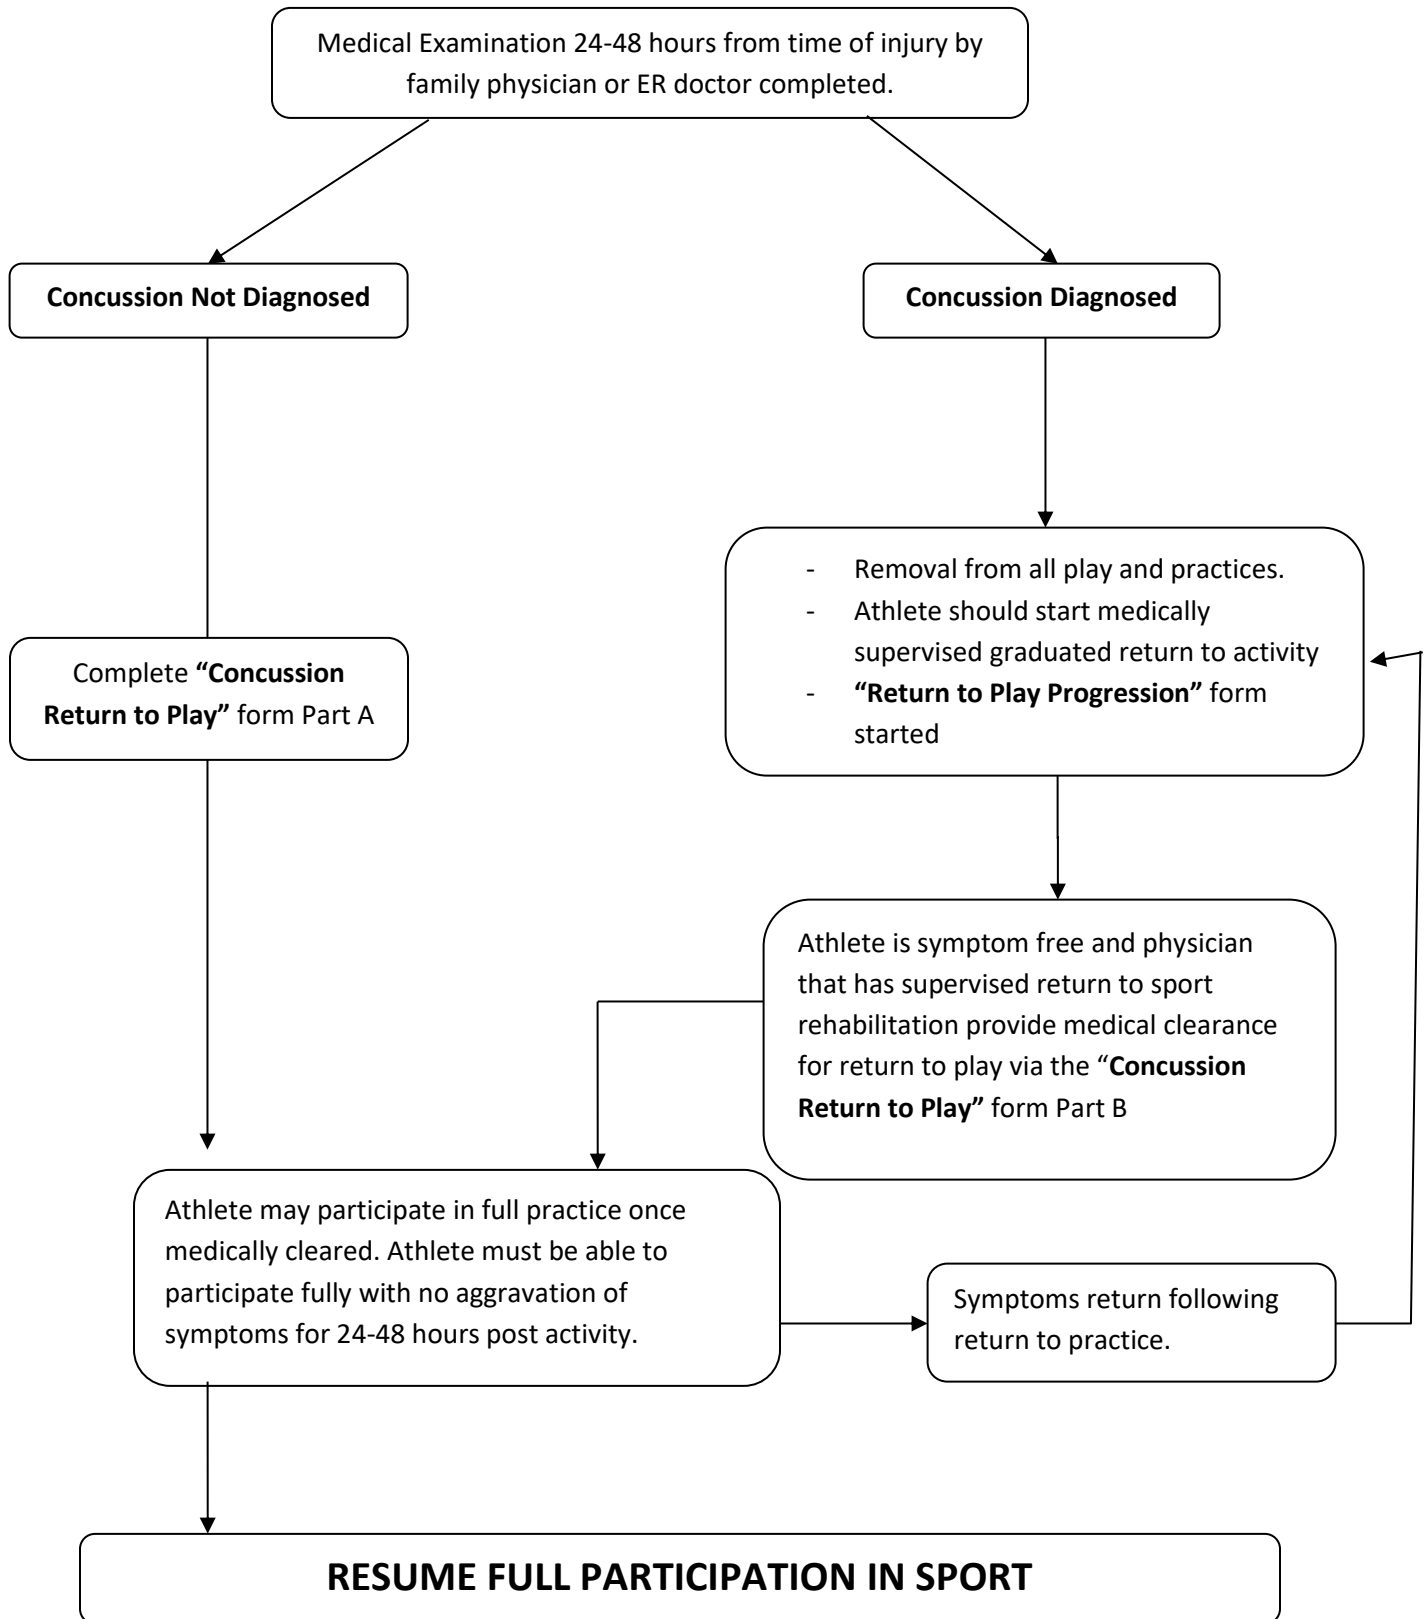 Medical Examination 24-48 hours from time of injury by
family physician or ER doctor completed.
Concussion Not Diagnosed
Concussion Diagnosed
- Removal from all play and practices.
- Athlete should start medically
supervised graduated return to activity
- “Return to Play Progression” form
started
Complete “Concussion
Return to Play” form Part A
Athlete is symptom free and physician
that has supervised return to sport
rehabilitation provide medical clearance
for return to play via the “Concussion
Return to Play” form Part B
Athlete may participate in full practice once
medically cleared. Athlete must be able to
participate fully with no aggravation of
symptoms for 24-48 hours post activity.
Symptoms return following
return to practice.
RESUME FULL PARTICIPATION IN SPORT